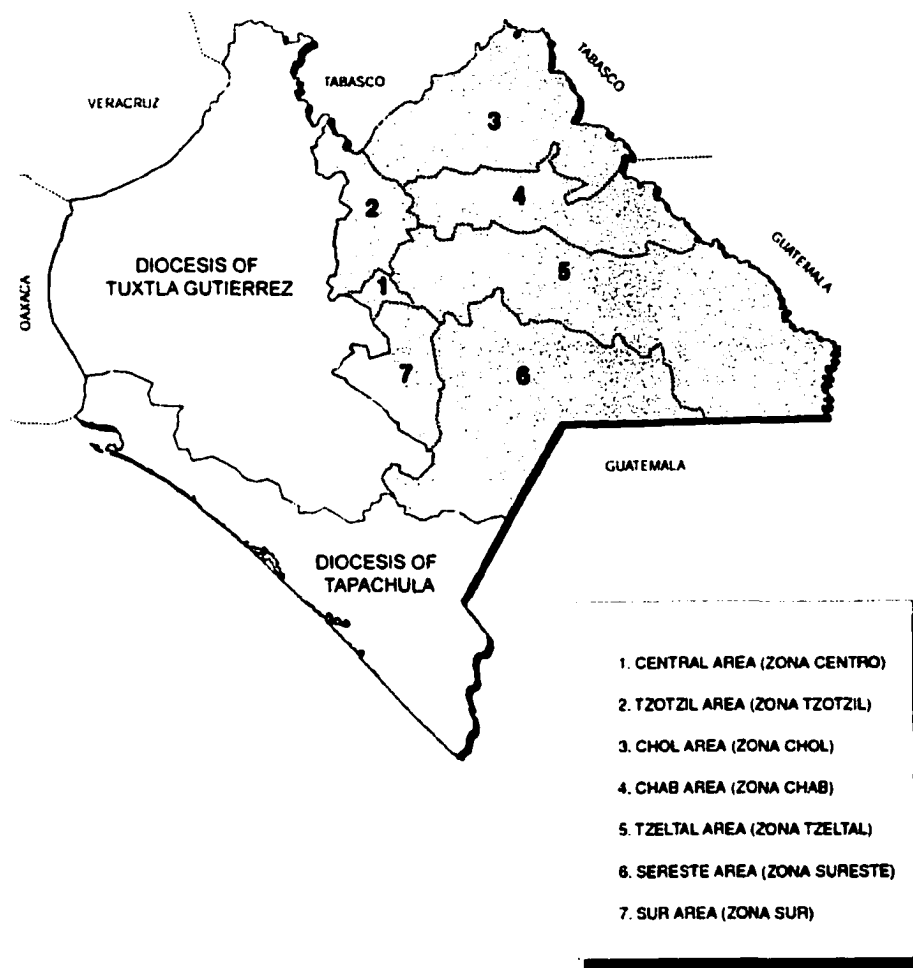 TABASCO
TABASCO
VERACRUZ
3
4
2
GUATEMALA
OAXACA
DIOCESIS OF
TUXTLA GUTIERREZ
5
1
7
6
GUATEMALA
DIOCESIS OF
TAPACHULA
1. CENTRAL AREA (ZONA CENTRO)
2. TZOTZIL AREA (ZONA TZOTZIL)
3. CHOL AREA (ZONA CHOL)
4. CHAB AREA (ZONA CHAB)
5. TZELTAL AREA (ZONA TZELTAL)
6. SERESTE AREA (ZONA SURESTE)
7. SUR AREA (ZONA SUR)